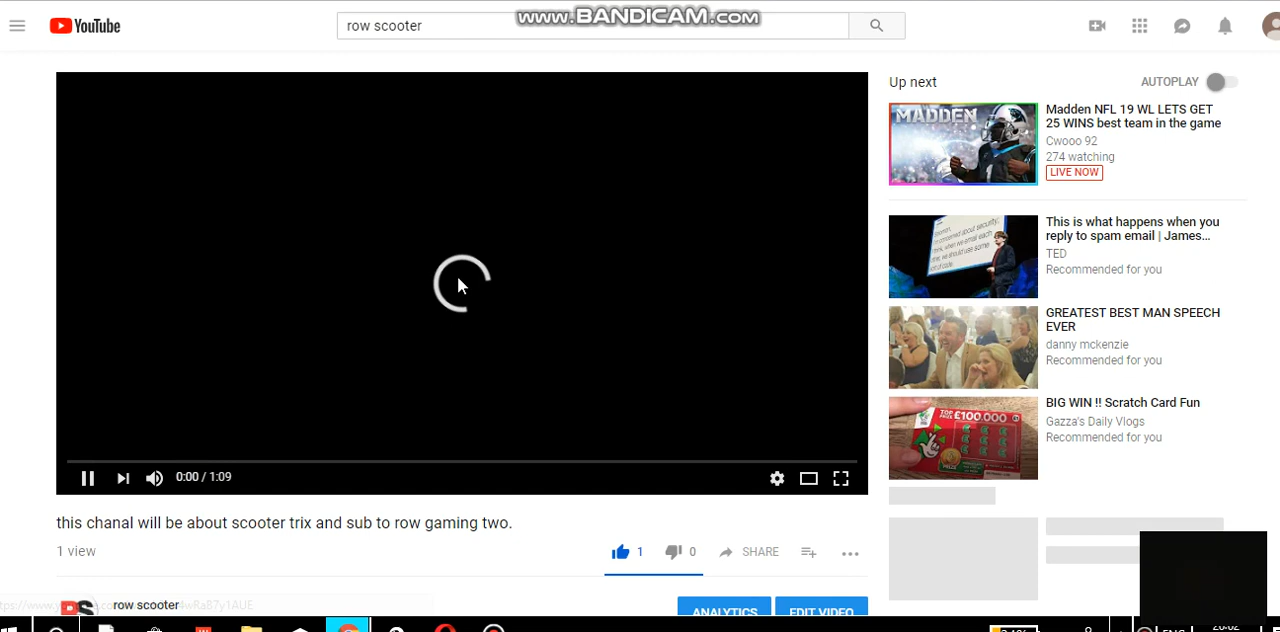 www.BANDICAM.com
YouTube
row scooter
Up next
AUTOPLAY
MADDEN
Madden NFL 19 WL LETS GET
25 WINS best team in the game
Cwooo 92
274 watching
LIVE NOW
This is what happens when you
reply to spam email | James...
TED
Recommended for you
GREATEST BEST MAN SPEECH
EVER
danny mckenzie
Recommended for you
TOP PRIZE £100,000
BIG WIN !! Scratch Card Fun
Gazza's Daily Vlogs
Recommended for you
0:00 / 1:09
this chanal will be about scooter trix and sub to row gaming two.
1 view
1
0
SHARE
row scooter
ANALYTICS
EDIT VIDEO